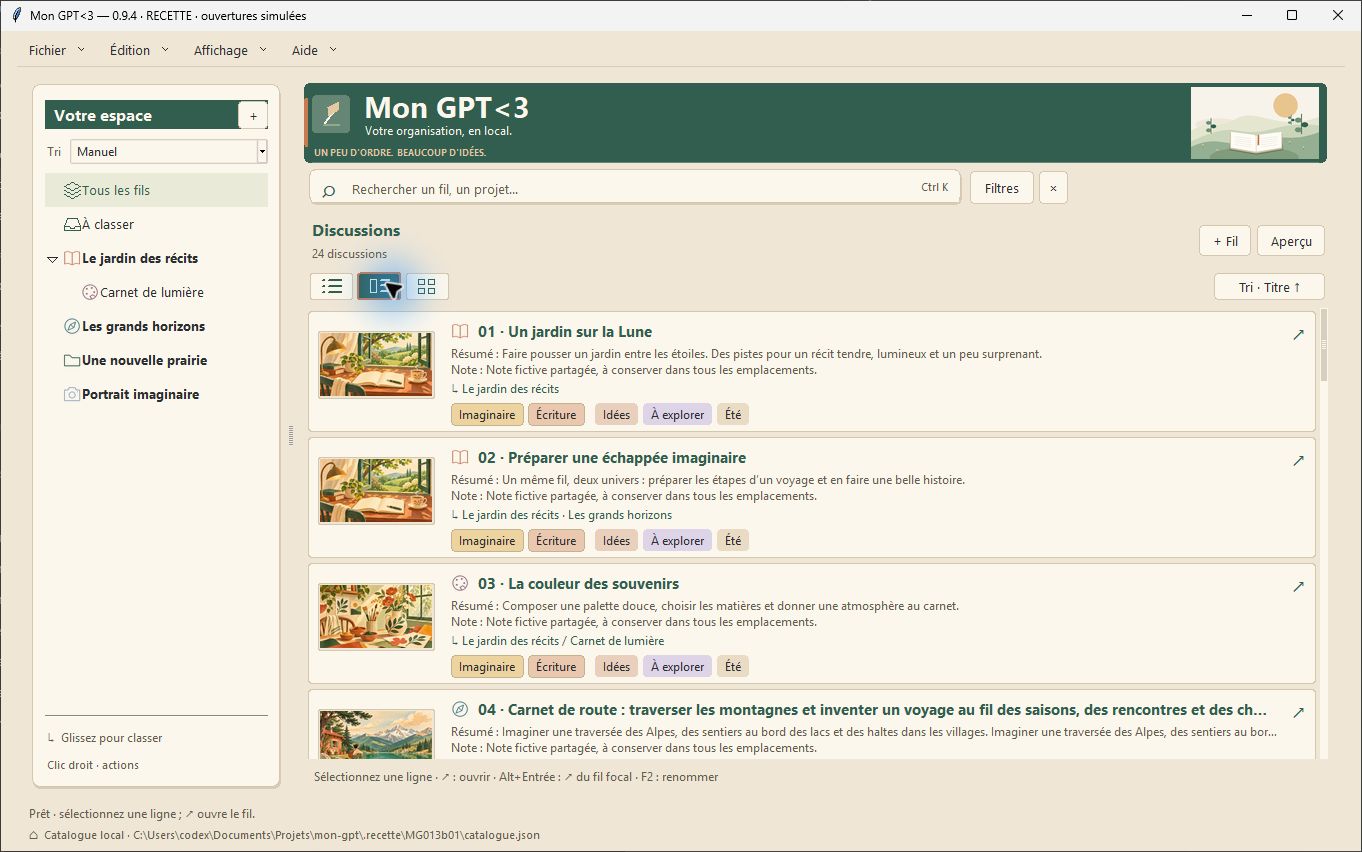 Mon GPT<3 — 0.9.4 · RECETTE · ouvertures simulées
Fichier Édition Affichage Aide
Votre espace +
Tri Manuel
Tous les fils
À classer
Le jardin des récits
Carnet de lumière
Les grands horizons
Une nouvelle prairie
Portrait imaginaire
↳ Glissez pour classer
Clic droit · actions
Mon GPT<3
Votre organisation, en local.
UN PEU D'ORDRE. BEAUCOUP D'IDÉES.
Rechercher un fil, un projet... Ctrl K Filtres ×
Discussions
24 discussions
+ Fil Aperçu
Tri · Titre ↑
01 · Un jardin sur la Lune ↗
Résumé : Faire pousser un jardin entre les étoiles. Des pistes pour un récit tendre, lumineux et un peu surprenant.
Note : Note fictive partagée, à conserver dans tous les emplacements.
↳ Le jardin des récits
Imaginaire Écriture Idées À explorer Été
02 · Préparer une échappée imaginaire ↗
Résumé : Un même fil, deux univers : préparer les étapes d'un voyage et en faire une belle histoire.
Note : Note fictive partagée, à conserver dans tous les emplacements.
↳ Le jardin des récits · Les grands horizons
Imaginaire Écriture Idées À explorer Été
03 · La couleur des souvenirs ↗
Résumé : Composer une palette douce, choisir les matières et donner une atmosphère au carnet.
Note : Note fictive partagée, à conserver dans tous les emplacements.
↳ Le jardin des récits / Carnet de lumière
Imaginaire Écriture Idées À explorer Été
04 · Carnet de route : traverser les montagnes et inventer un voyage au fil des saisons, des rencontres et des ch... ↗
Résumé : Imaginer une traversée des Alpes, des sentiers au bord des lacs et des haltes dans les villages. Imaginer une traversée des Alpes, des sentiers au bor...
Note : Note fictive partagée, à conserver dans tous les emplacements.
Sélectionnez une ligne · ↗ : ouvrir · Alt+Entrée : ↗ du fil focal · F2 : renommer
Prêt · sélectionnez une ligne ; ↗ ouvre le fil.
Catalogue local · C:\Users\codex\Documents\Projets\mon-gpt\.recette\MG013b01\catalogue.json